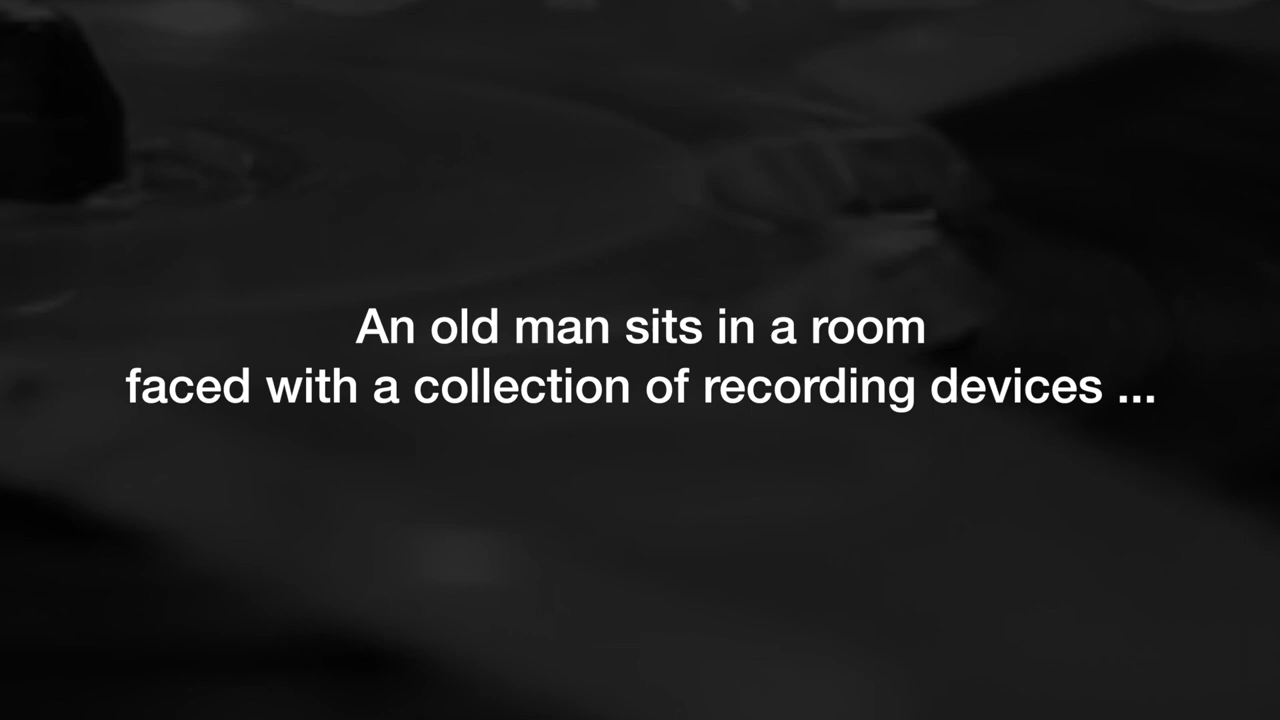 An old man sits in a room
faced with a collection of recording devices ...